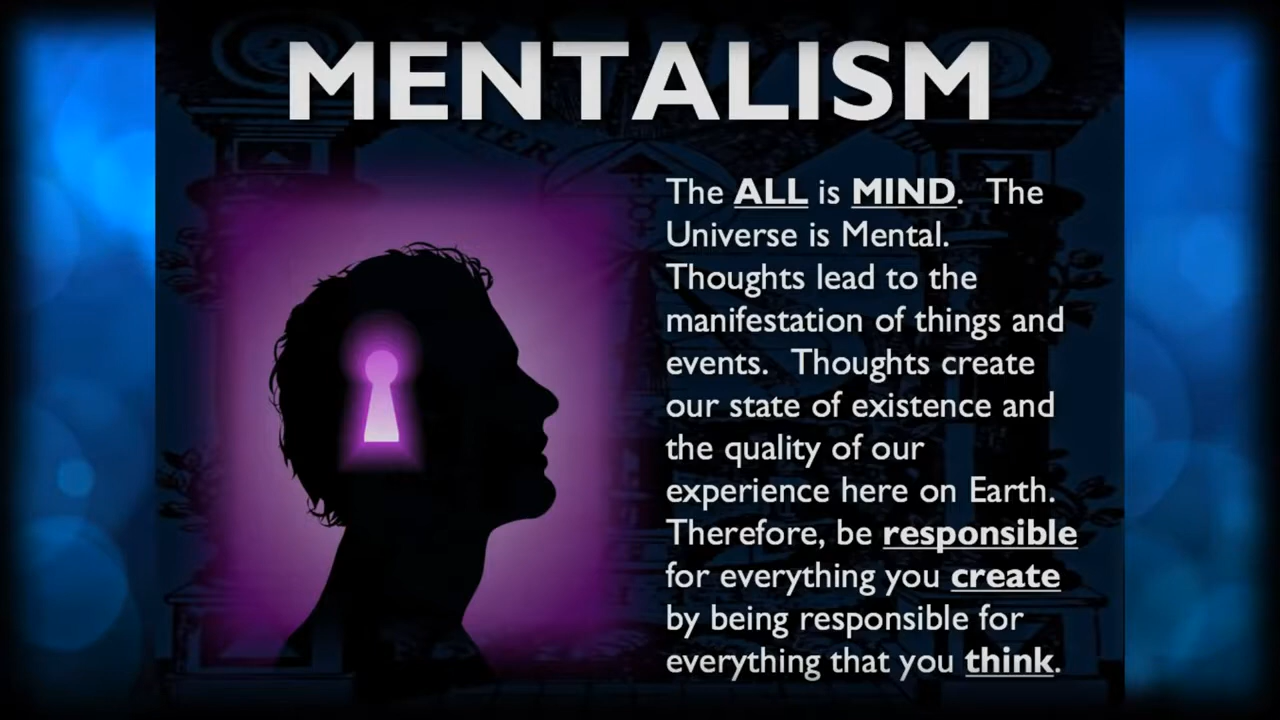 MENTALISM
The ALL is MIND.  The
Universe is Mental.
Thoughts lead to the
manifestation of things and
events.  Thoughts create
our state of existence and
the quality of our
experience here on Earth.
Therefore, be responsible
for everything you create
by being responsible for
everything that you think.